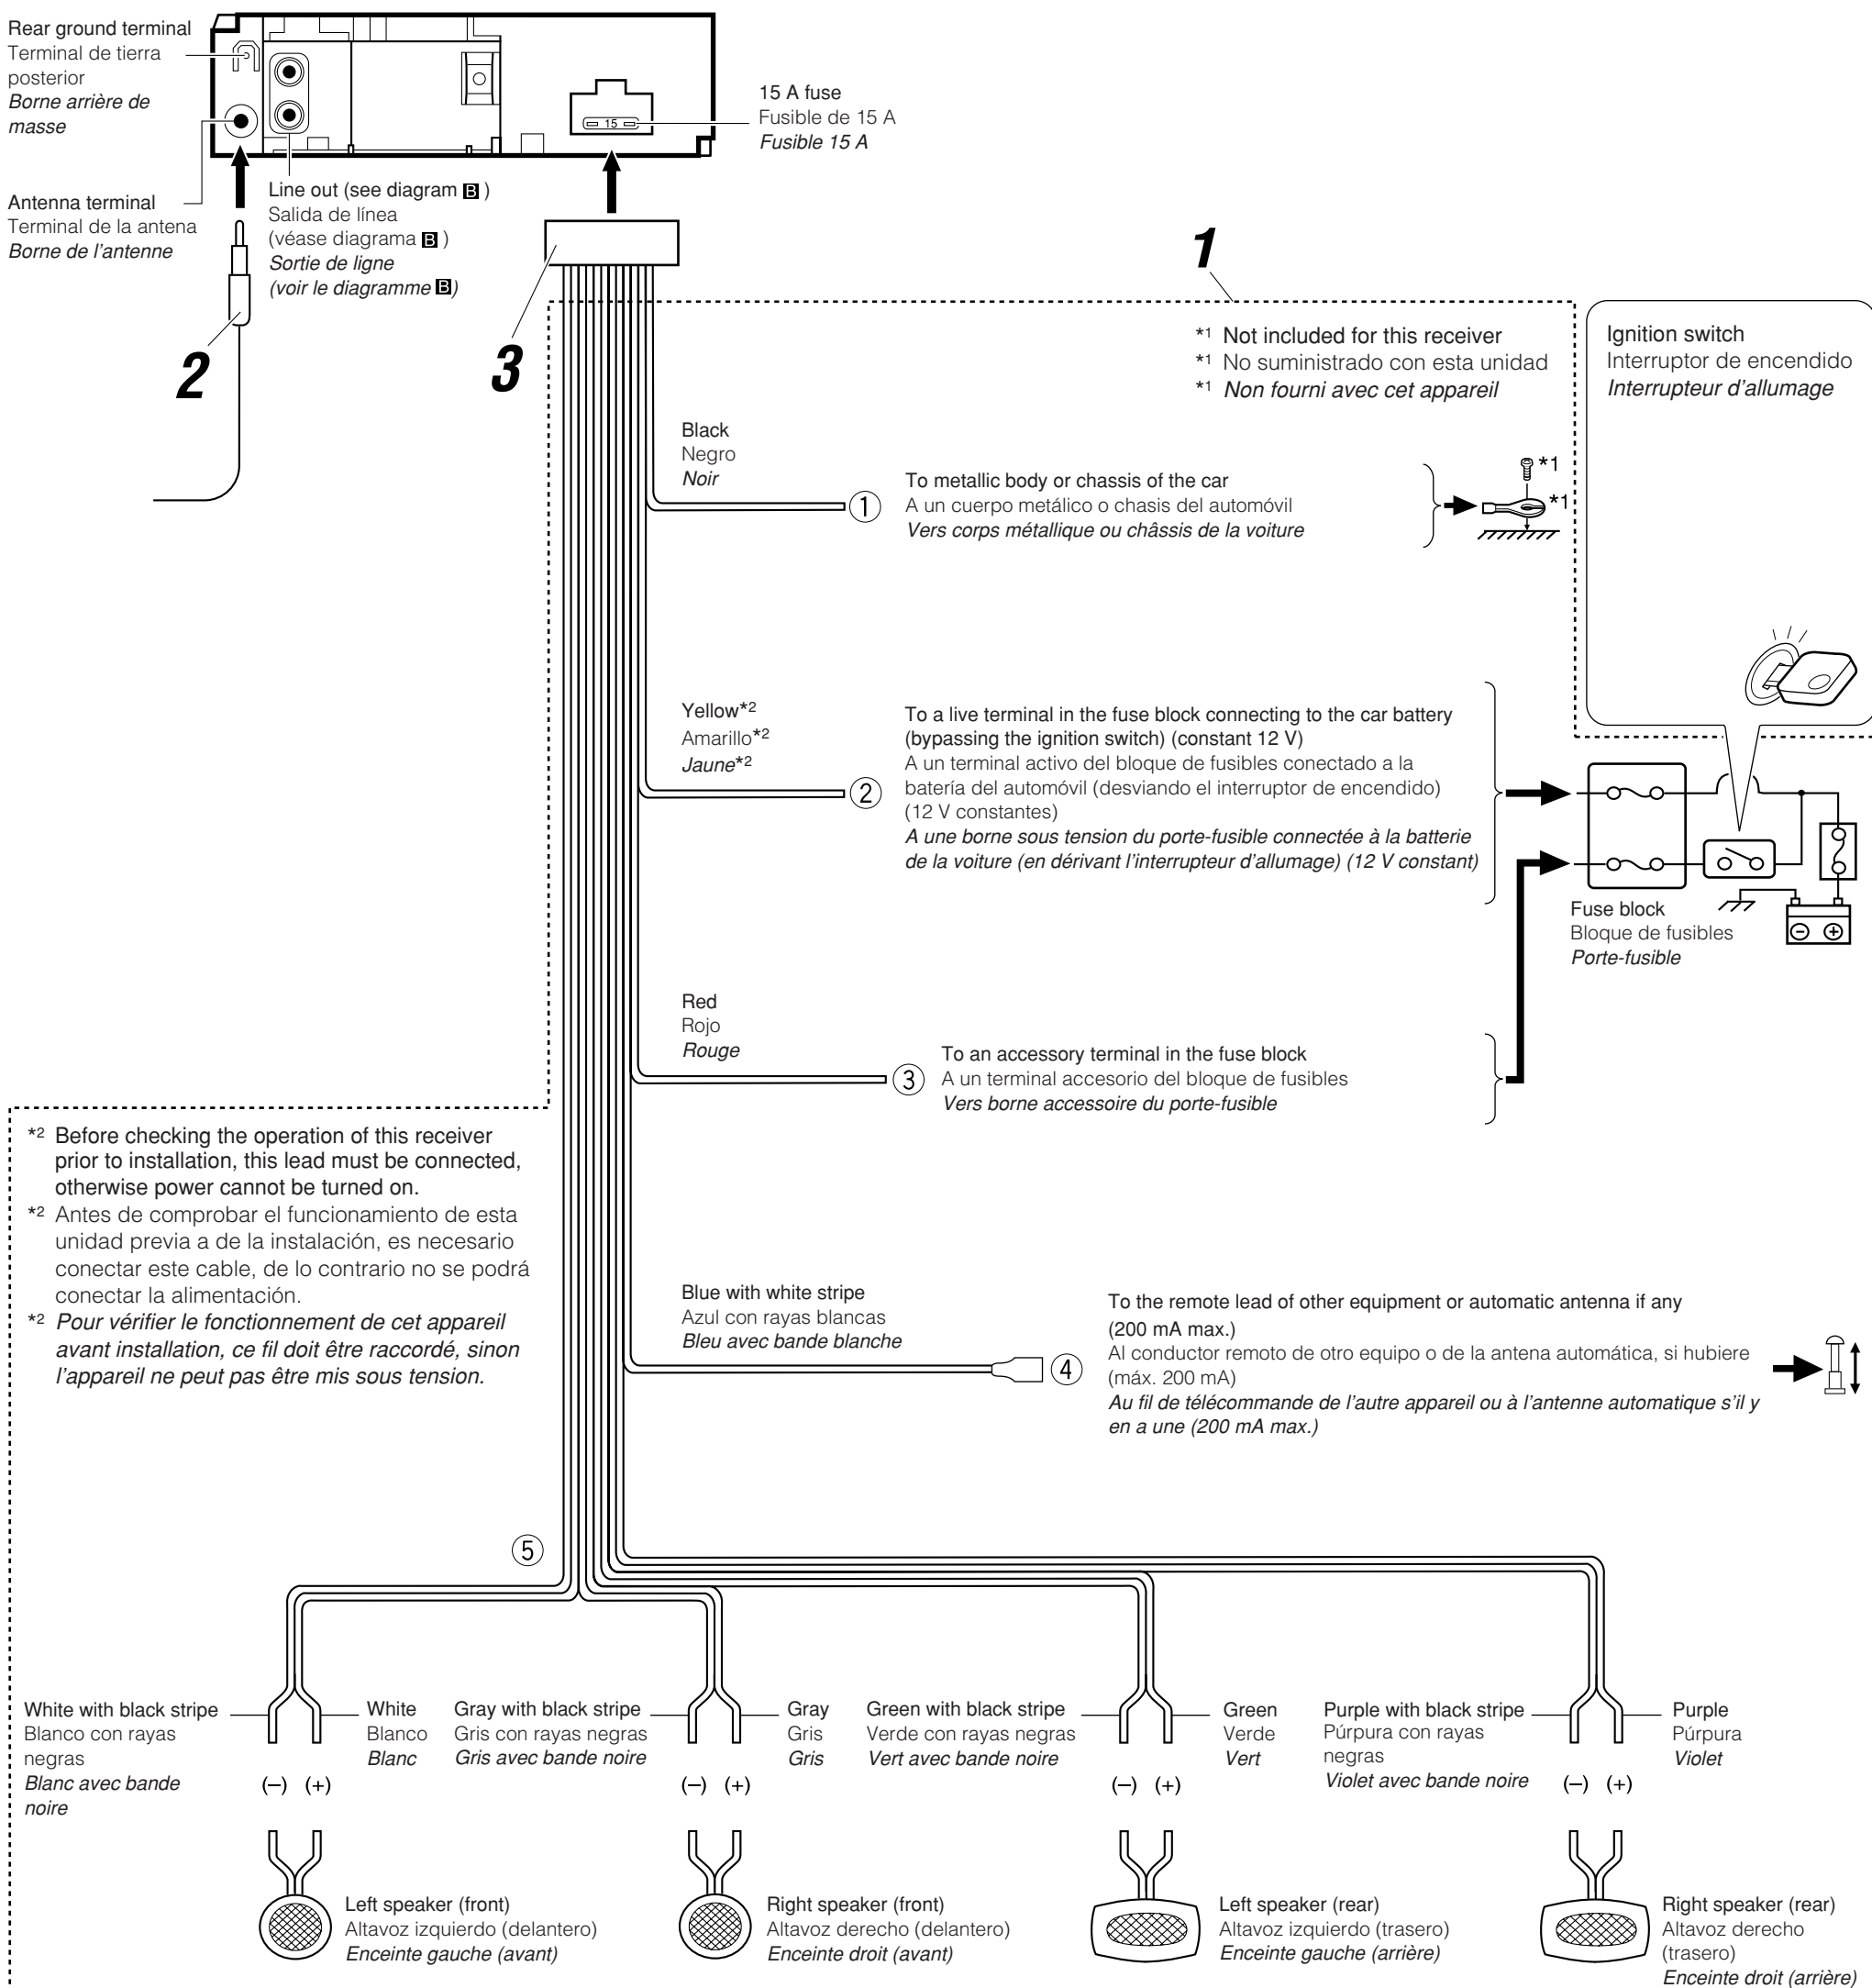 Rear ground terminal
Terminal de tierra
posterior
Borne arrière de
masse
15
15 A fuse
Fusible de 15 A
Fusible 15 A
Antenna terminal
Terminal de la antena
Borne de l'antenne
Line out (see diagram B )
Salida de línea
(véase diagrama B )
Sortie de ligne
(voir le diagramme B)
2
3
1
*1 Not included for this receiver
*1 No suministrado con esta unidad
*1 Non fourni avec cet appareil
Ignition switch
Interruptor de encendido
Interrupteur d'allumage
Black
Negro
Noir
①
To metallic body or chassis of the car
A un cuerpo metálico o chasis del automóvil
Vers corps métallique ou châssis de la voiture
*1
*1
Yellow*2
Amarillo*2
Jaune*2
②
To a live terminal in the fuse block connecting to the car battery
(bypassing the ignition switch) (constant 12 V)
A un terminal activo del bloque de fusibles conectado a la
batería del automóvil (desviando el interruptor de encendido)
(12 V constantes)
A une borne sous tension du porte-fusible connectée à la batterie
de la voiture (en dérivant l'interrupteur d'allumage) (12 V constant)
Fuse block
Bloque de fusibles
Porte-fusible
Red
Rojo
Rouge
③
To an accessory terminal in the fuse block
A un terminal accesorio del bloque de fusibles
Vers borne accessoire du porte-fusible
*2 Before checking the operation of this receiver
prior to installation, this lead must be connected,
otherwise power cannot be turned on.
*2 Antes de comprobar el funcionamiento de esta
unidad previa a de la instalación, es necesario
conectar este cable, de lo contrario no se podrá
conectar la alimentación.
*2 Pour vérifier le fonctionnement de cet appareil
avant installation, ce fil doit être raccordé, sinon
l'appareil ne peut pas être mis sous tension.
Blue with white stripe
Azul con rayas blancas
Bleu avec bande blanche
④
To the remote lead of other equipment or automatic antenna if any
(200 mA max.)
Al conductor remoto de otro equipo o de la antena automática, si hubiere
(máx. 200 mA)
Au fil de télécommande de l'autre appareil ou à l'antenne automatique s'il y
en a une (200 mA max.)
⑤
White with black stripe
Blanco con rayas
negras
Blanc avec bande
noire
White
Blanco
Blanc
Gray with black stripe
Gris con rayas negras
Gris avec bande noire
Gray
Gris
Gris
Green with black stripe
Verde con rayas negras
Vert avec bande noire
Green
Verde
Vert
Purple with black stripe
Púrpura con rayas
negras
Violet avec bande noire
Purple
Púrpura
Violet
(–) (+)
(–) (+)
(–) (+)
(–) (+)
Left speaker (front)
Altavoz izquierdo (delantero)
Enceinte gauche (avant)
Right speaker (front)
Altavoz derecho (delantero)
Enceinte droit (avant)
Left speaker (rear)
Altavoz izquierdo (trasero)
Enceinte gauche (arrière)
Right speaker (rear)
Altavoz derecho
(trasero)
Enceinte droit (arrière)